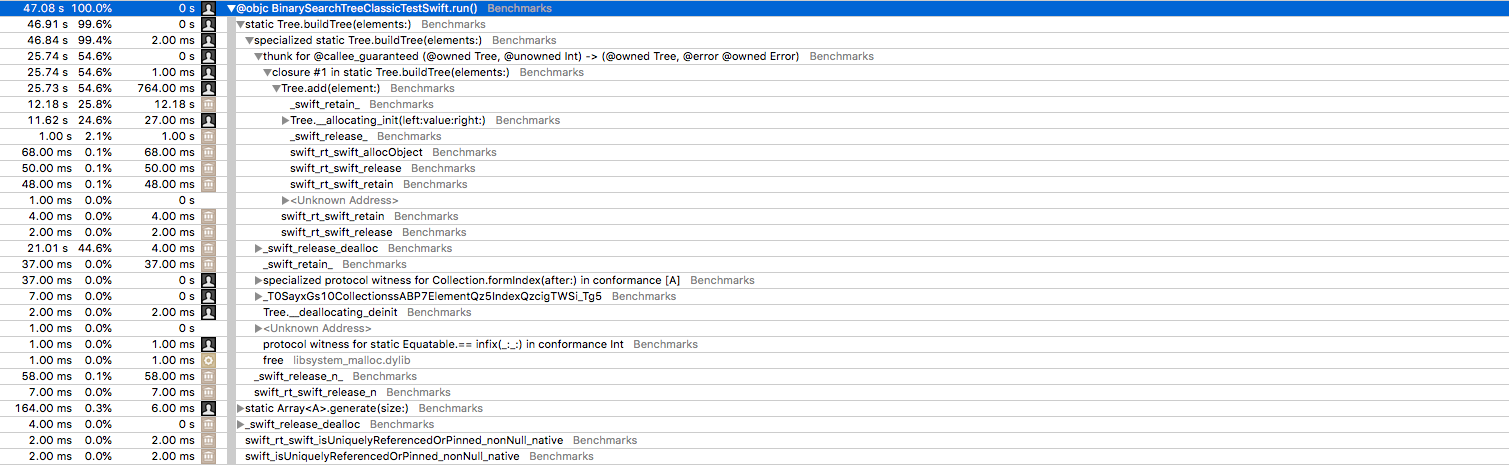 47.08 s 100.0% 0 s ▼@objc BinarySearchTreeClassicTestSwift.run() Benchmarks
46.91 s 99.6% 0 s ▼static Tree.buildTree(elements:) Benchmarks
46.84 s 99.4% 2.00 ms ▼specialized static Tree.buildTree(elements:) Benchmarks
25.74 s 54.6% 0 s ▼thunk for @callee_guaranteed (@owned Tree, @unowned Int) -> (@owned Tree, @error @owned Error) Benchmarks
25.74 s 54.6% 1.00 ms ▼closure #1 in static Tree.buildTree(elements:) Benchmarks
25.73 s 54.6% 764.00 ms ▼Tree.add(element:) Benchmarks
12.18 s 25.8% 12.18 s _swift_retain_ Benchmarks
11.62 s 24.6% 27.00 ms ▶Tree.__allocating_init(left:value:right:) Benchmarks
1.00 s 2.1% 1.00 s _swift_release_ Benchmarks
68.00 ms 0.1% 68.00 ms swift_rt_swift_allocObject Benchmarks
50.00 ms 0.1% 50.00 ms swift_rt_swift_release Benchmarks
48.00 ms 0.1% 48.00 ms swift_rt_swift_retain Benchmarks
1.00 ms 0.0% 0 s ▶<Unknown Address>
4.00 ms 0.0% 4.00 ms swift_rt_swift_retain Benchmarks
2.00 ms 0.0% 2.00 ms swift_rt_swift_release Benchmarks
21.01 s 44.6% 4.00 ms ▶_swift_release_dealloc Benchmarks
37.00 ms 0.0% 37.00 ms _swift_retain_ Benchmarks
37.00 ms 0.0% 0 s ▶specialized protocol witness for Collection.formIndex(after:) in conformance [A] Benchmarks
7.00 ms 0.0% 0 s ▶_T0SayxGs10CollectionssABP7ElementQz5IndexQzcigTWSi_Tg5 Benchmarks
2.00 ms 0.0% 2.00 ms Tree.__deallocating_deinit Benchmarks
1.00 ms 0.0% 0 s ▶<Unknown Address>
1.00 ms 0.0% 1.00 ms protocol witness for static Equatable.== infix(_:_:) in conformance Int Benchmarks
1.00 ms 0.0% 1.00 ms free libsystem_malloc.dylib
58.00 ms 0.1% 58.00 ms _swift_release_n_ Benchmarks
7.00 ms 0.0% 7.00 ms swift_rt_swift_release_n Benchmarks
164.00 ms 0.3% 6.00 ms ▶static Array<A>.generate(size:) Benchmarks
4.00 ms 0.0% 0 s ▶_swift_release_dealloc Benchmarks
2.00 ms 0.0% 2.00 ms swift_rt_swift_isUniquelyReferencedOrPinned_nonNull_native Benchmarks
2.00 ms 0.0% 2.00 ms swift_isUniquelyReferencedOrPinned_nonNull_native Benchmarks